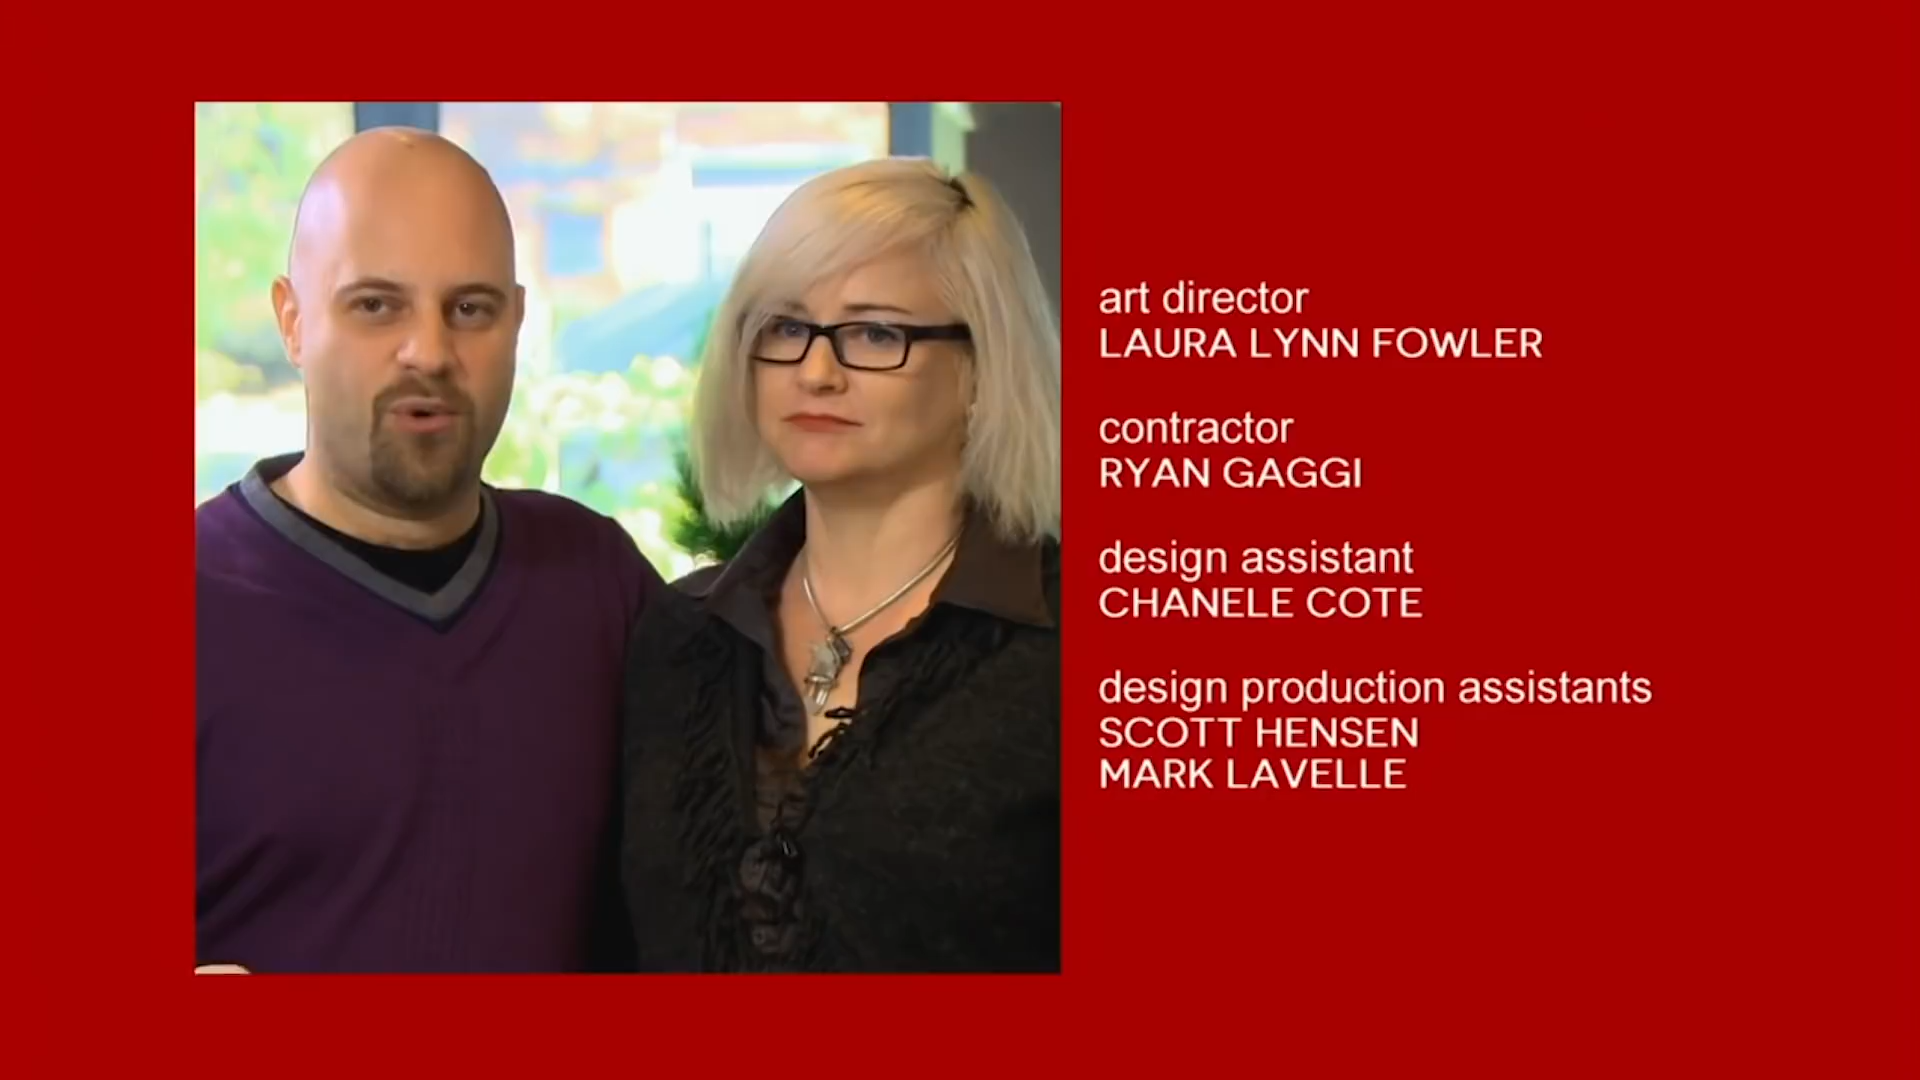 art director
LAURA LYNN FOWLER
contractor
RYAN GAGGI
design assistant
CHANELE COTE
design production assistants
SCOTT HENSEN
MARK LAVELLE